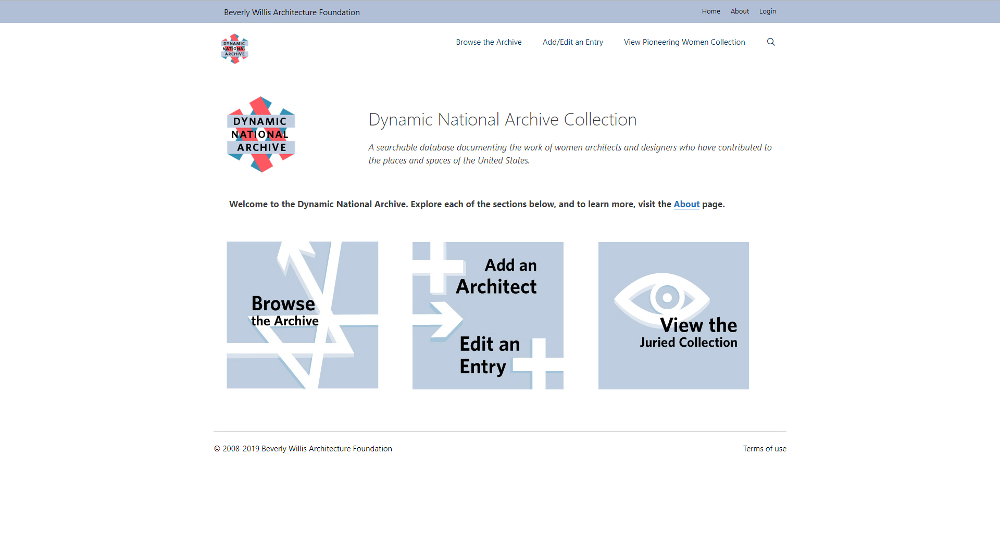 Beverly Willis Architecture Foundation
Home About Login
DYNAMIC
NATIONAL
ARCHIVE
Browse the Archive Add/Edit an Entry View Pioneering Women Collection
DYNAMIC
NATIONAL
ARCHIVE
Dynamic National Archive Collection
A searchable database documenting the work of women architects and designers who have contributed to
the places and spaces of the United States.
Welcome to the Dynamic National Archive. Explore each of the sections below, and to learn more, visit the About page.
Browse
the Archive
Add an
Architect
Edit an
Entry
View the
Juried Collection
© 2008-2019 Beverly Willis Architecture Foundation
Terms of use